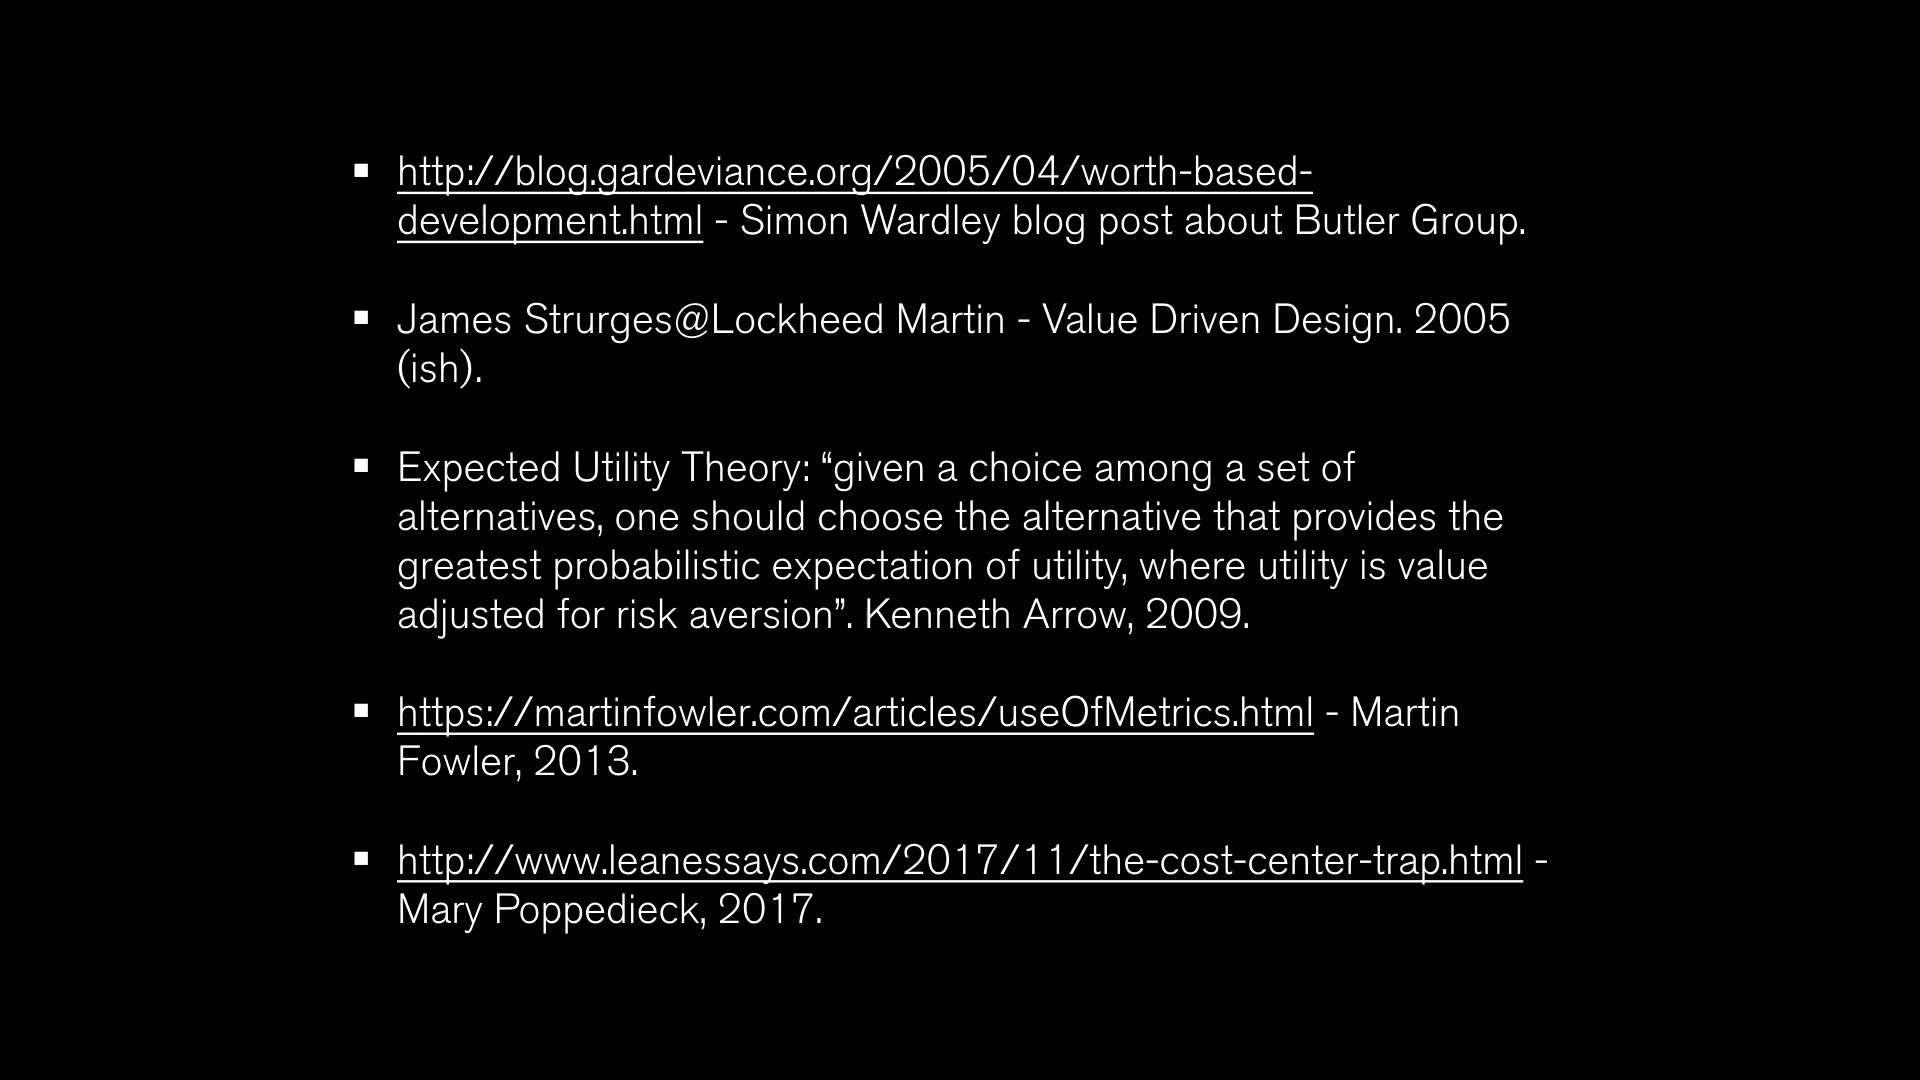 ▪ http://blog.gardeviance.org/2005/04/worth-based-
development.html - Simon Wardley blog post about Butler Group.
▪ James Strurges@Lockheed Martin - Value Driven Design. 2005
(ish).
▪ Expected Utility Theory: “given a choice among a set of
alternatives, one should choose the alternative that provides the
greatest probabilistic expectation of utility, where utility is value
adjusted for risk aversion”. Kenneth Arrow, 2009.
▪ https://martinfowler.com/articles/useOfMetrics.html - Martin
Fowler, 2013.
▪ http://www.leanessays.com/2017/11/the-cost-center-trap.html -
Mary Poppedieck, 2017.